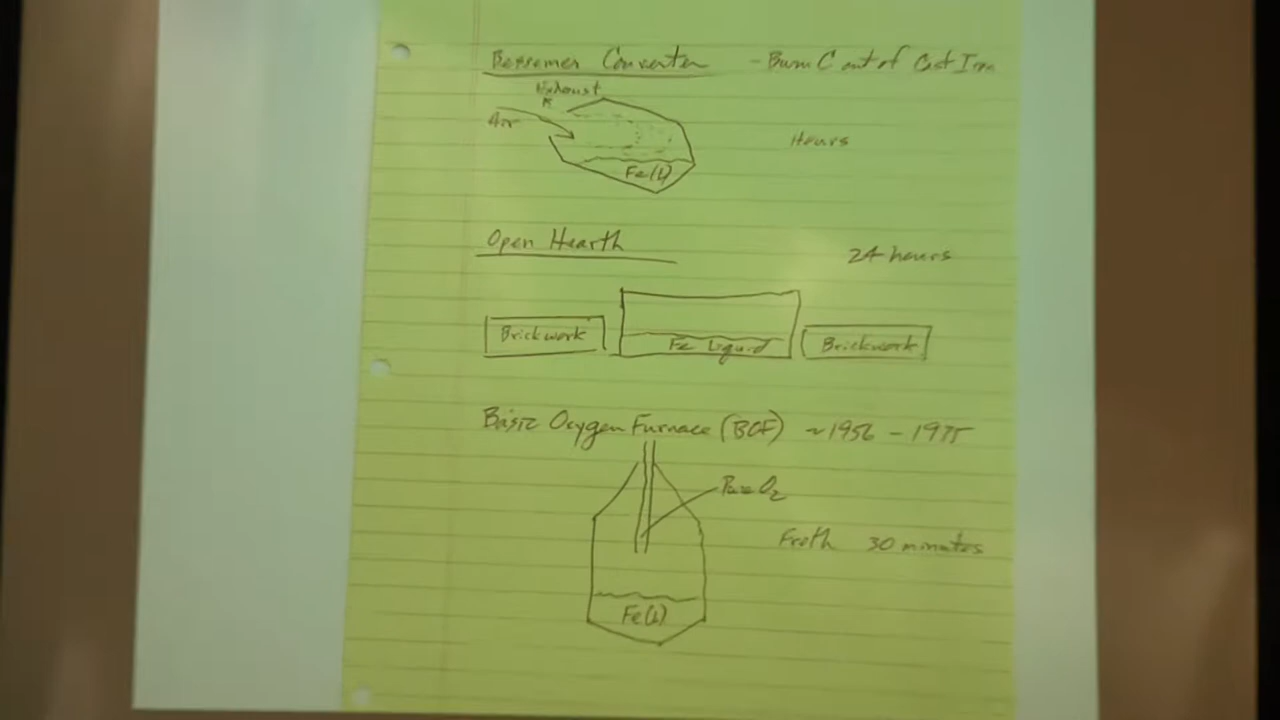 Bessemer Converter - Burn C out of Cast Iron
Exhaust
Air
Hours
Fe(L)
Open Hearth
24 hours
Brickwork
Fe Liquid
Brickwork
Basic Oxygen Furnace (BOF) ~1956 - 1975
Pure O2
Froth 30 minutes
Fe(L)